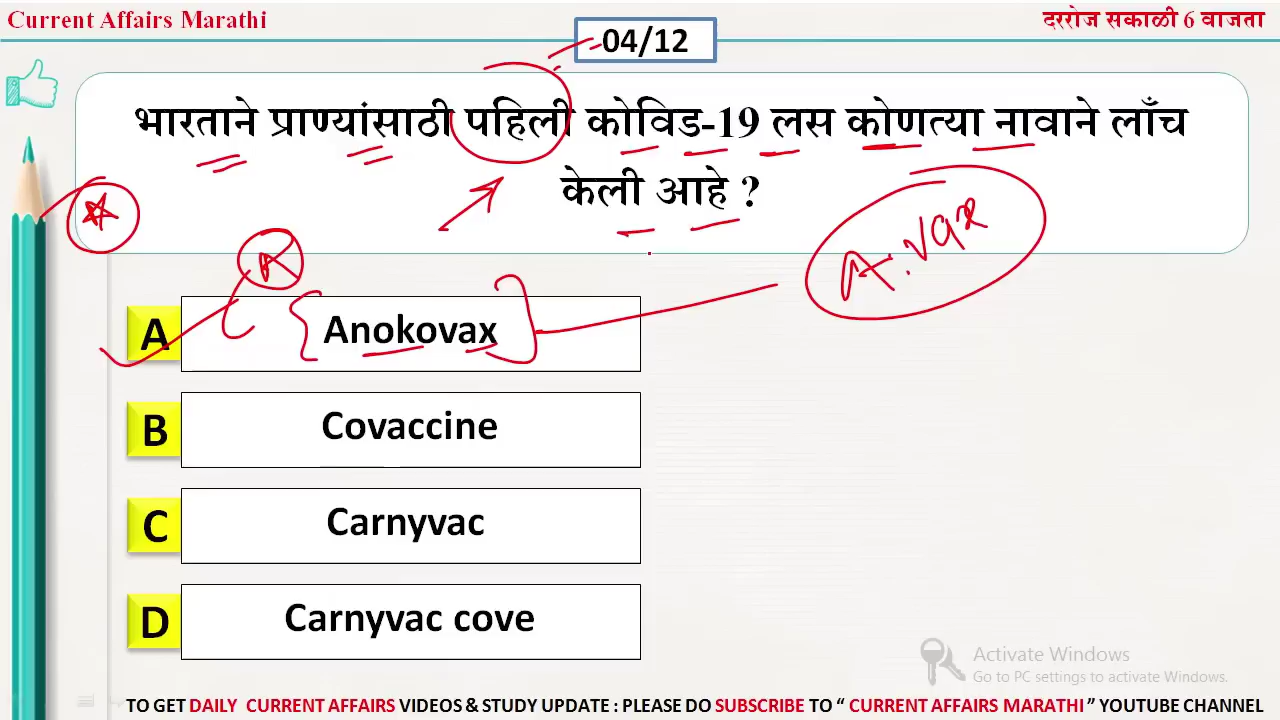 Current Affairs Marathi
दररोज सकाळी 6 वाजता
04/12
भारताने प्राण्यांसाठी पहिली कोविड-19 लस कोणत्या नावाने लाँच
केली आहे ?
A.vax
A Anokovax
B Covaccine
C Carnyvac
D Carnyvac cove
Activate Windows
Go to PC settings to activate Windows.
TO GET DAILY CURRENT AFFAIRS VIDEOS & STUDY UPDATE : PLEASE DO SUBSCRIBE TO “ CURRENT AFFAIRS MARATHI ” YOUTUBE CHANNEL